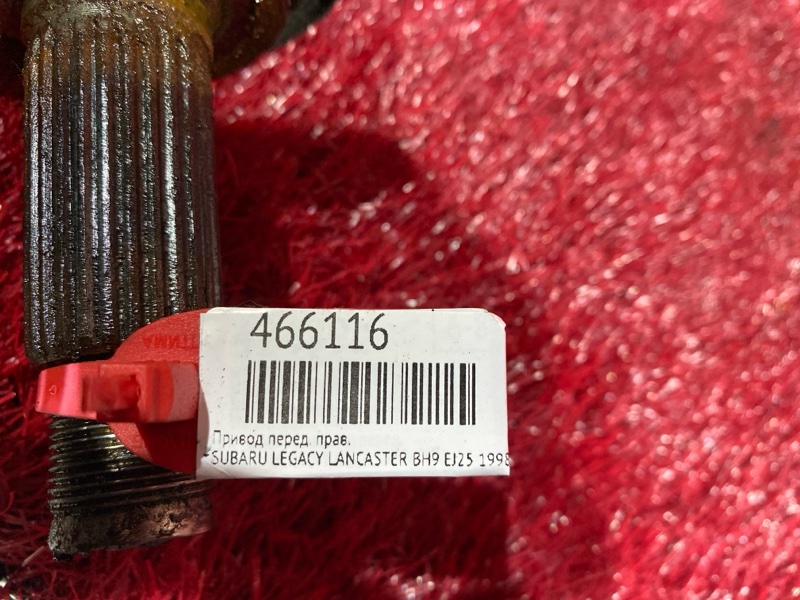 466116
Привод перед. прав.
SUBARU LEGACY LANCASTER BH9 EJ25 1998